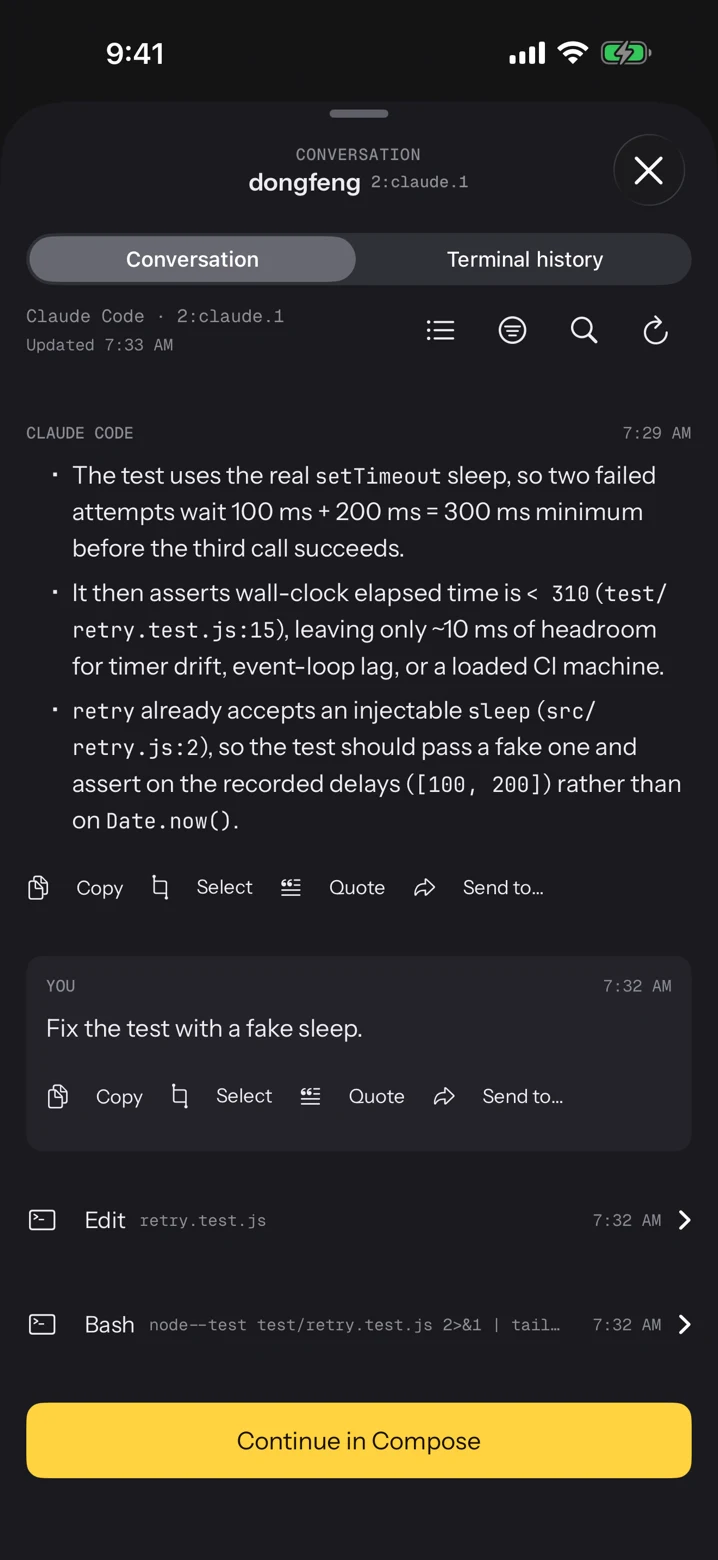 9:41
CONVERSATION
dongfeng 2:claude.1
Conversation Terminal history
Claude Code · 2:claude.1
Updated 7:33 AM
CLAUDE CODE 7:29 AM
· The test uses the real setTimeout sleep, so two failed
attempts wait 100 ms + 200 ms = 300 ms minimum
before the third call succeeds.
· It then asserts wall-clock elapsed time is < 310 (test/
retry.test.js:15), leaving only ~10 ms of headroom
for timer drift, event-loop lag, or a loaded CI machine.
· retry already accepts an injectable sleep (src/
retry.js:2), so the test should pass a fake one and
assert on the recorded delays ([100, 200]) rather than
on Date.now().
Copy Select Quote Send to...
YOU 7:32 AM
Fix the test with a fake sleep.
Copy Select Quote Send to...
Edit retry.test.js 7:32 AM
Bash node--test test/retry.test.js 2>&1 | tail… 7:32 AM
Continue in Compose